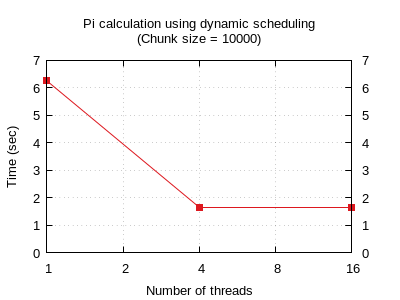 Pi calculation using dynamic scheduling
(Chunk size = 10000)
7 7
6 6
5 5
4 4
3 3
2 2
1 1
0 0
1 2 4 8 16
Time (sec)
Number of threads